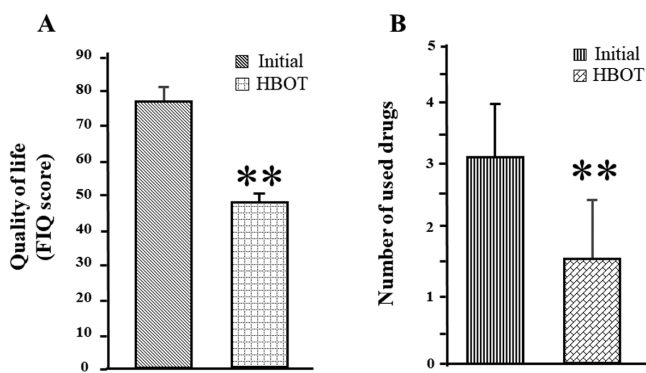 A
Quality of life
(FIQ score)
90
80
70
60
50
40
30
20
10
0
Initial
HBOT
**
B
Number of used drugs
5
4
3
2
1
0
Initial
HBOT
**